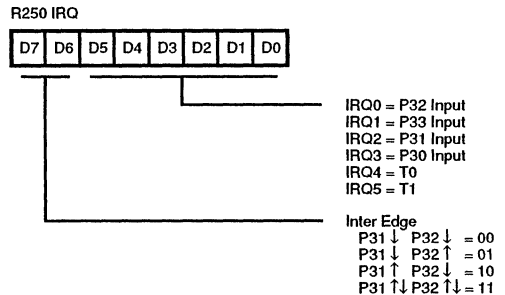 R250 IRQ
D7 D6 D5 D4 D3 D2 D1 D0
IRQ0 = P32 Input
IRQ1 = P33 Input
IRQ2 = P31 Input
IRQ3 = P30 Input
IRQ4 = T0
IRQ5 = T1
Inter Edge
P31 ↓ P32 ↓ = 00
P31 ↓ P32 ↑ = 01
P31 ↑ P32 ↓ = 10
P31 ↑↓ P32 ↑↓ = 11